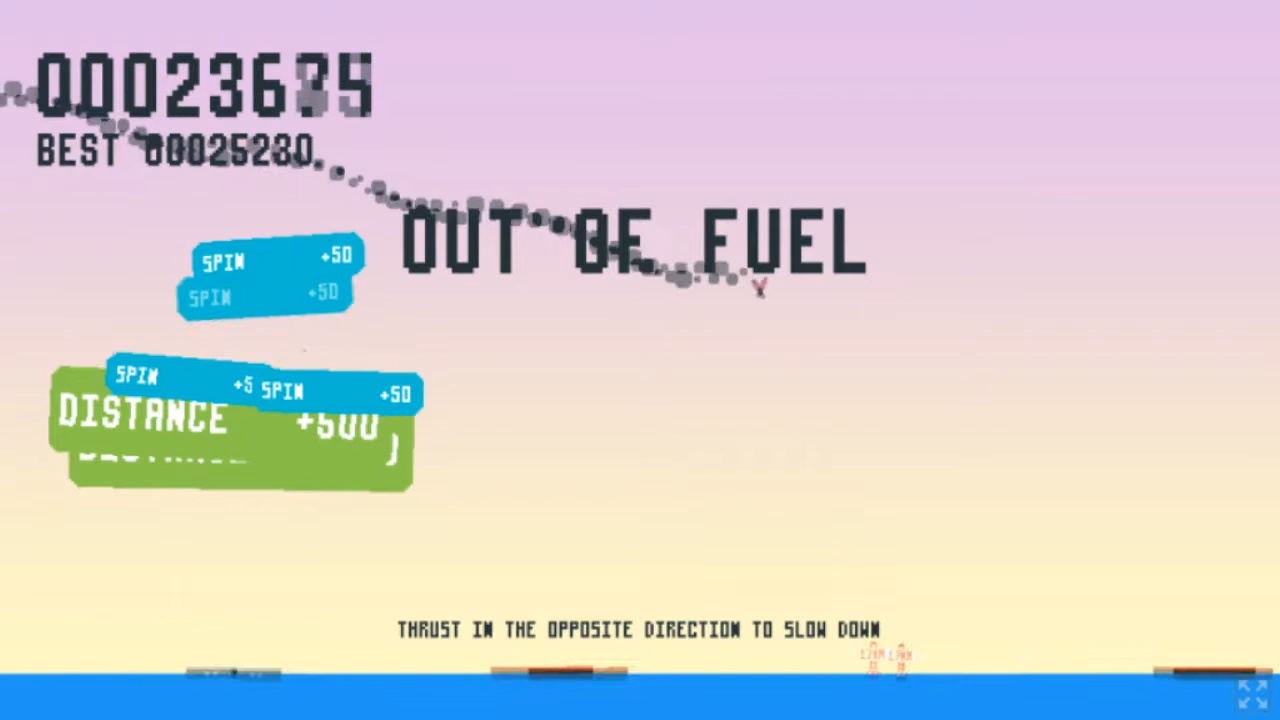 BEST 00025230
OUT OF FUEL
SPIN +50
SPIN +50
SPIN
SPIN +50
DISTANCE +500
THRUST IN THE OPPOSITE DIRECTION TO SLOW DOWN